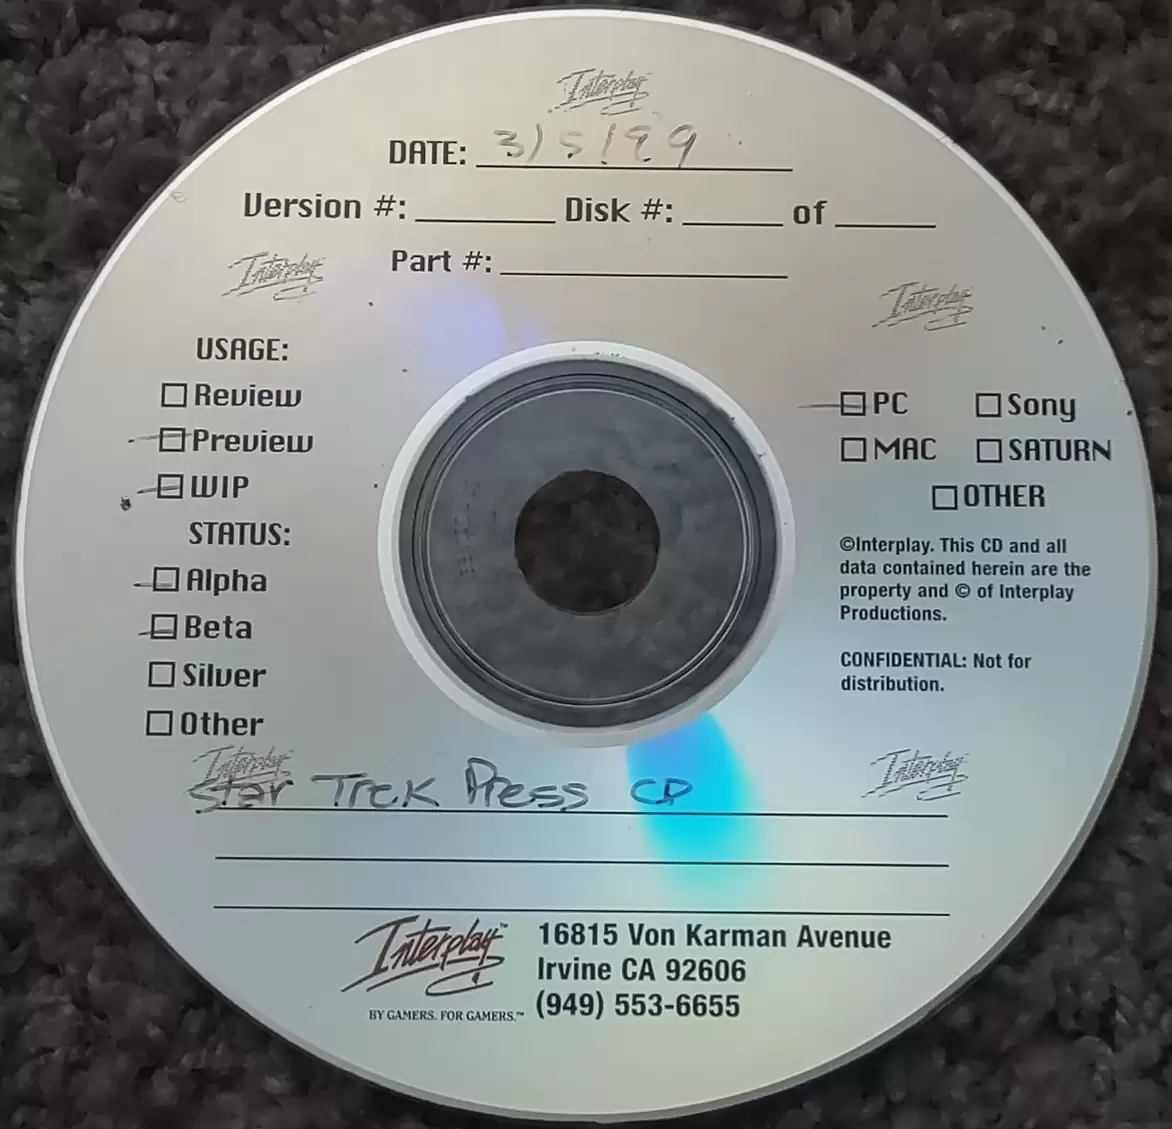 Interplay
DATE: 3/5/99
Version #: Disk #: of
Part #:
Interplay
Interplay
USAGE:
Review
Preview
WIP
STATUS:
Alpha
Beta
Silver
Other
PC Sony
MAC SATURN
OTHER
©Interplay. This CD and all
data contained herein are the
property and © of Interplay
Productions.
CONFIDENTIAL: Not for
distribution.
Interplay
Interplay
Star Trek Press CD
Interplay™
BY GAMERS. FOR GAMERS.™
16815 Von Karman Avenue
Irvine CA 92606
(949) 553-6655